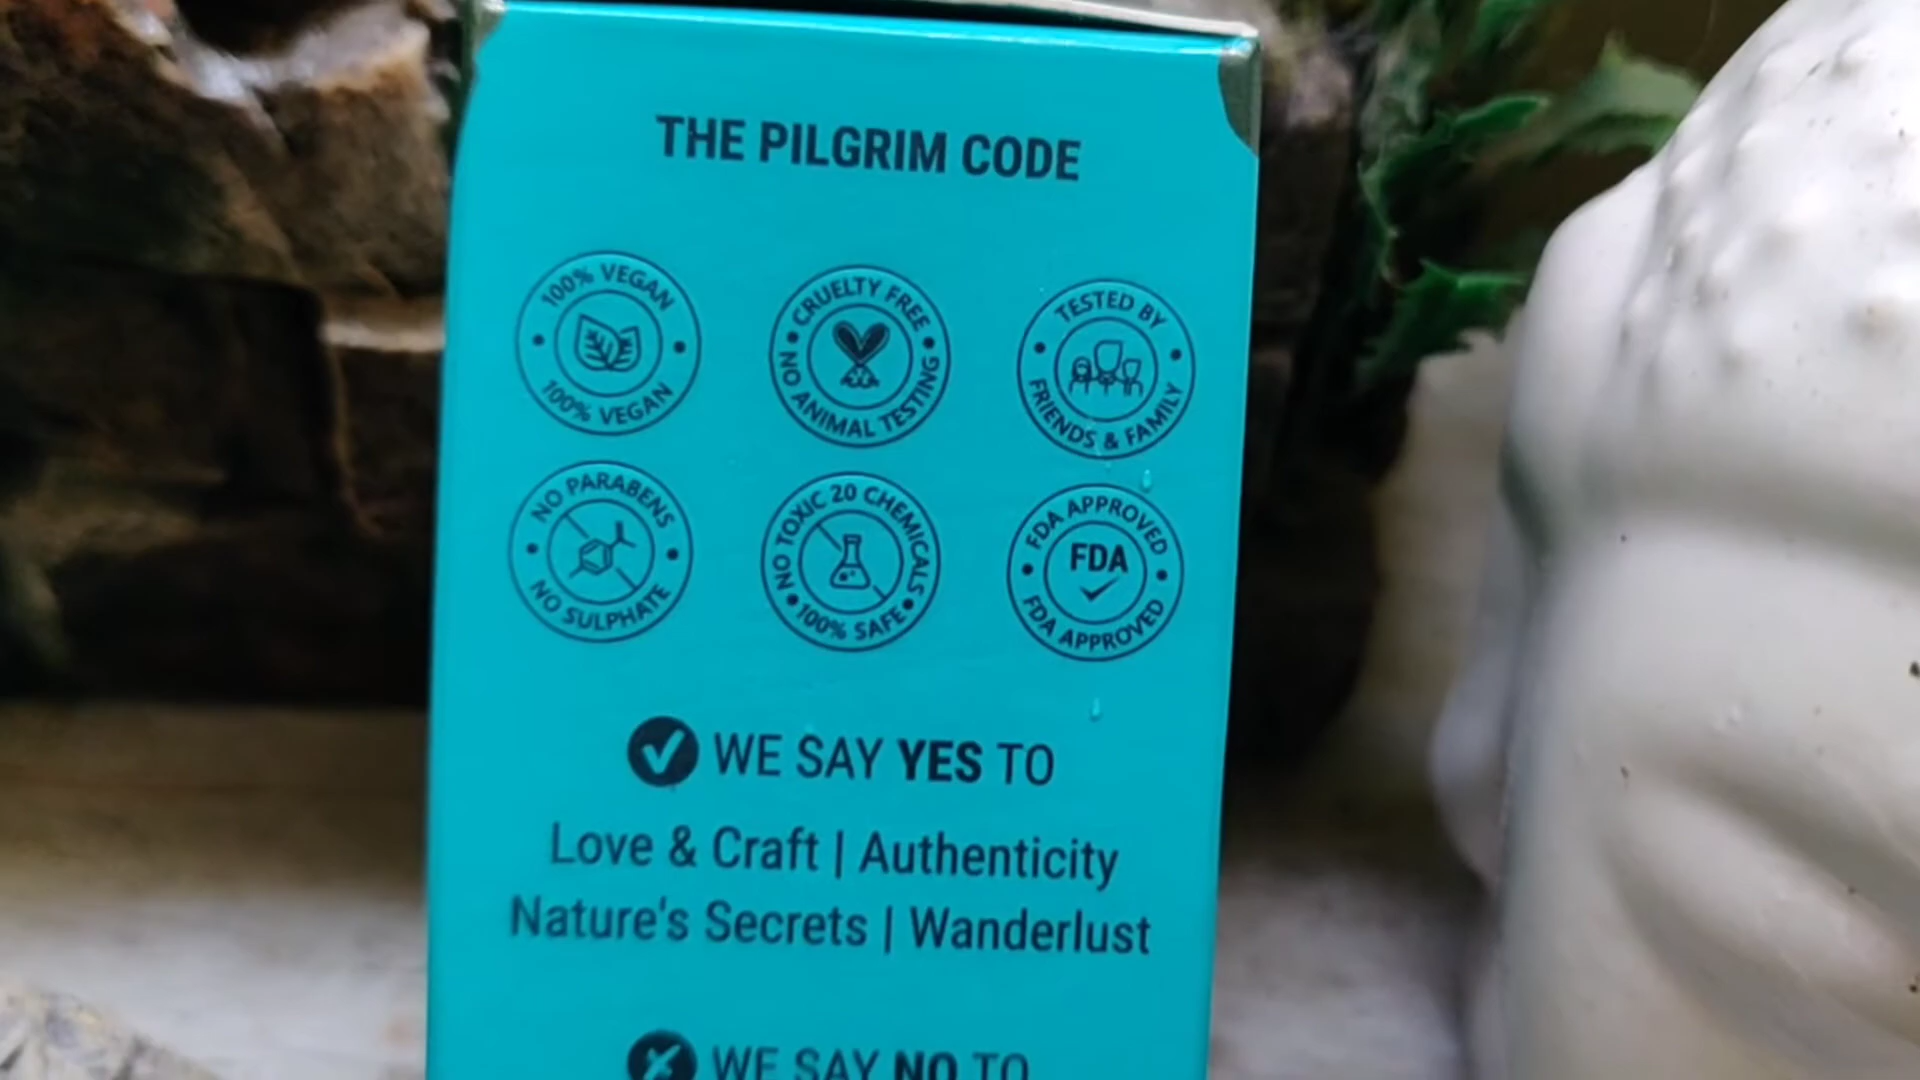 THE PILGRIM CODE
100% VEGAN
100% VEGAN
CRUELTY FREE
NO ANIMAL TESTING
TESTED BY
FRIENDS & FAMILY
NO PARABENS
NO SULPHATE
NO TOXIC 20 CHEMICALS
100% SAFE
FDA APPROVED
FDA
FDA APPROVED
WE SAY YES TO
Love & Craft | Authenticity
Nature's Secrets | Wanderlust
WE SAY NO TO